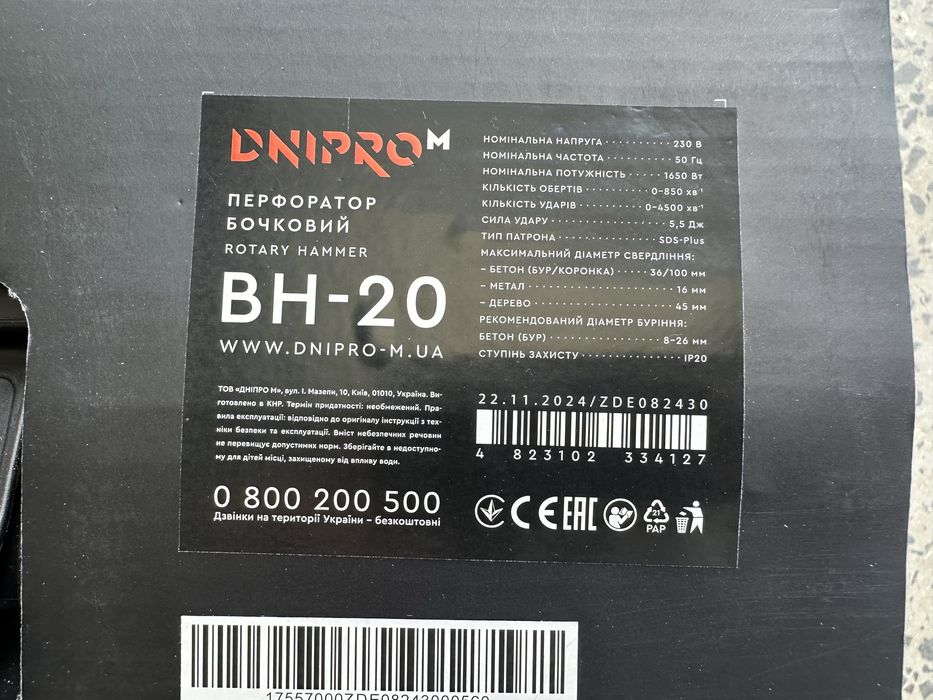 DNIPRO M
ПЕРФОРАТОР
БОЧКОВИЙ
ROTARY HAMMER
BH-20
WWW.DNIPRO-M.UA
НОМІНАЛЬНА НАПРУГА 230 В
НОМІНАЛЬНА ЧАСТОТА 50 Гц
НОМІНАЛЬНА ПОТУЖНІСТЬ 1650 Вт
КІЛЬКІСТЬ ОБЕРТІВ 0-850 хв⁻¹
КІЛЬКІСТЬ УДАРІВ 0-4500 хв⁻¹
СИЛА УДАРУ 5,5 Дж
ТИП ПАТРОНА SDS-Plus
МАКСИМАЛЬНИЙ ДІАМЕТР СВЕРДЛІННЯ:
- БЕТОН (БУР/КОРОНКА) 36/100 мм
- МЕТАЛ 16 мм
- ДЕРЕВО 45 мм
РЕКОМЕНДОВАНИЙ ДІАМЕТР БУРІННЯ:
БЕТОН (БУР) 8-26 мм
СТУПІНЬ ЗАХИСТУ IP20
ТОВ «ДНІПРО М», вул. І. Мазепи, 10, Київ, 01010, Україна. Ви-
готовлено в КНР. Термін придатності: необмежений. Пра-
вила експлуатації: відповідно до оригіналу інструкції з тех-
ніки безпеки та експлуатації. Вміст небезпечних речовин
не перевищує допустимих норм. Зберігайте в недоступно-
му для дітей місці, захищеному від впливу води.
0 800 200 500
Дзвінки на території України – безкоштовні
22.11.2024/ZDE082430
4 823102 334127
CE EAC 21 PAP
17557000ZDE08243000560